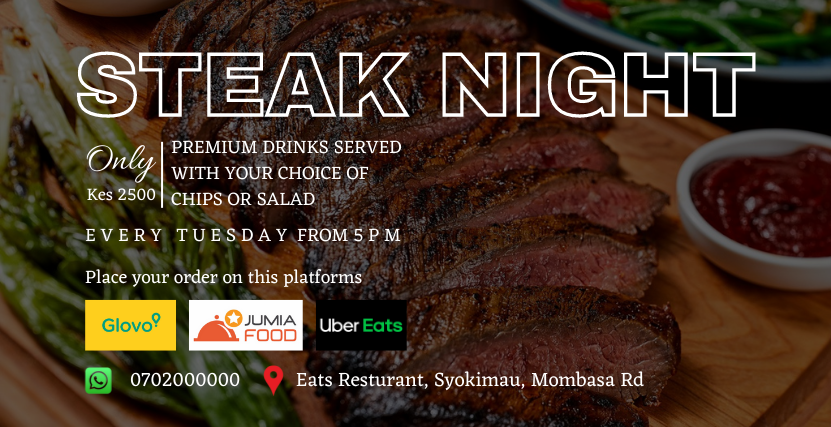 STEAK NIGHT
Only
Kes 2500
PREMIUM DRINKS SERVED
WITH YOUR CHOICE OF
CHIPS OR SALAD
EVERY TUESDAY FROM 5 PM
Place your order on this platforms
Glovo
JUMIA
FOOD
Uber Eats
0702000000
Eats Resturant, Syokimau, Mombasa Rd